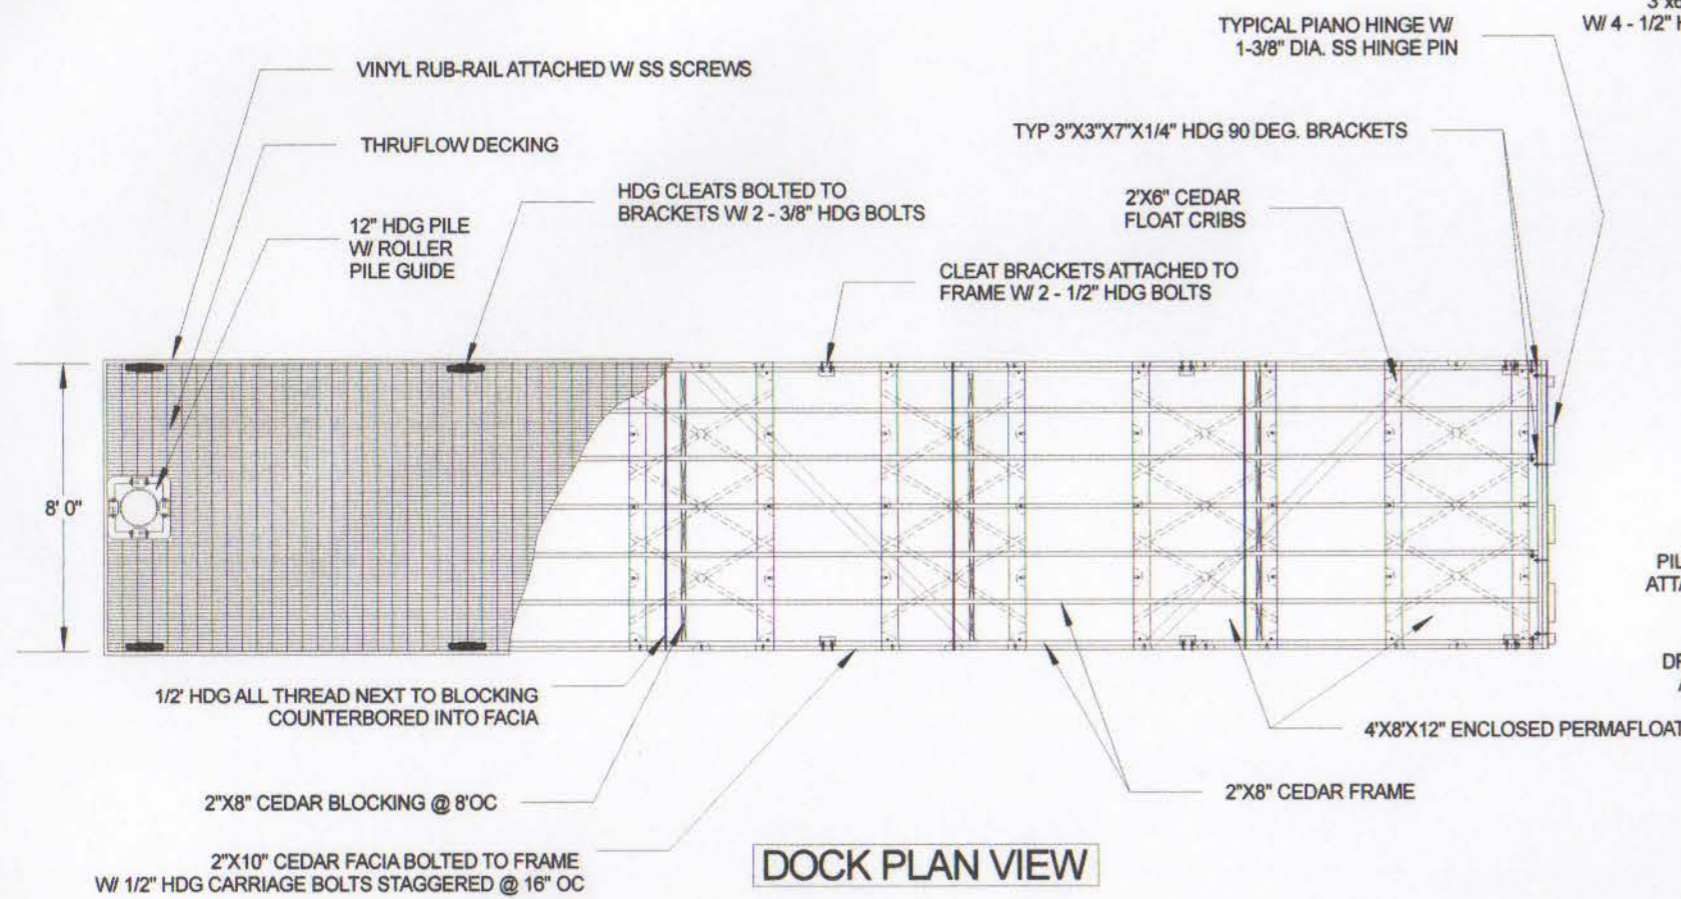 3'x6
TYPICAL PIANO HINGE W/
1-3/8" DIA. SS HINGE PIN
W/ 4 - 1/2" H
VINYL RUB-RAIL ATTACHED W/ SS SCREWS
THRUFLOW DECKING
TYP 3"X3"X7"X1/4" HDG 90 DEG. BRACKETS
HDG CLEATS BOLTED TO
BRACKETS W/ 2 - 3/8" HDG BOLTS
2'X6" CEDAR
FLOAT CRIBS
12" HDG PILE
W/ ROLLER
PILE GUIDE
CLEAT BRACKETS ATTACHED TO
FRAME W/ 2 - 1/2" HDG BOLTS
8' 0"
PIL
ATTA
DR
1/2' HDG ALL THREAD NEXT TO BLOCKING
COUNTERBORED INTO FACIA
4'X8'X12" ENCLOSED PERMAFLOAT
2"X8" CEDAR BLOCKING @ 8'OC
2"X8" CEDAR FRAME
2"X10" CEDAR FACIA BOLTED TO FRAME
W/ 1/2" HDG CARRIAGE BOLTS STAGGERED @ 16" OC
DOCK PLAN VIEW